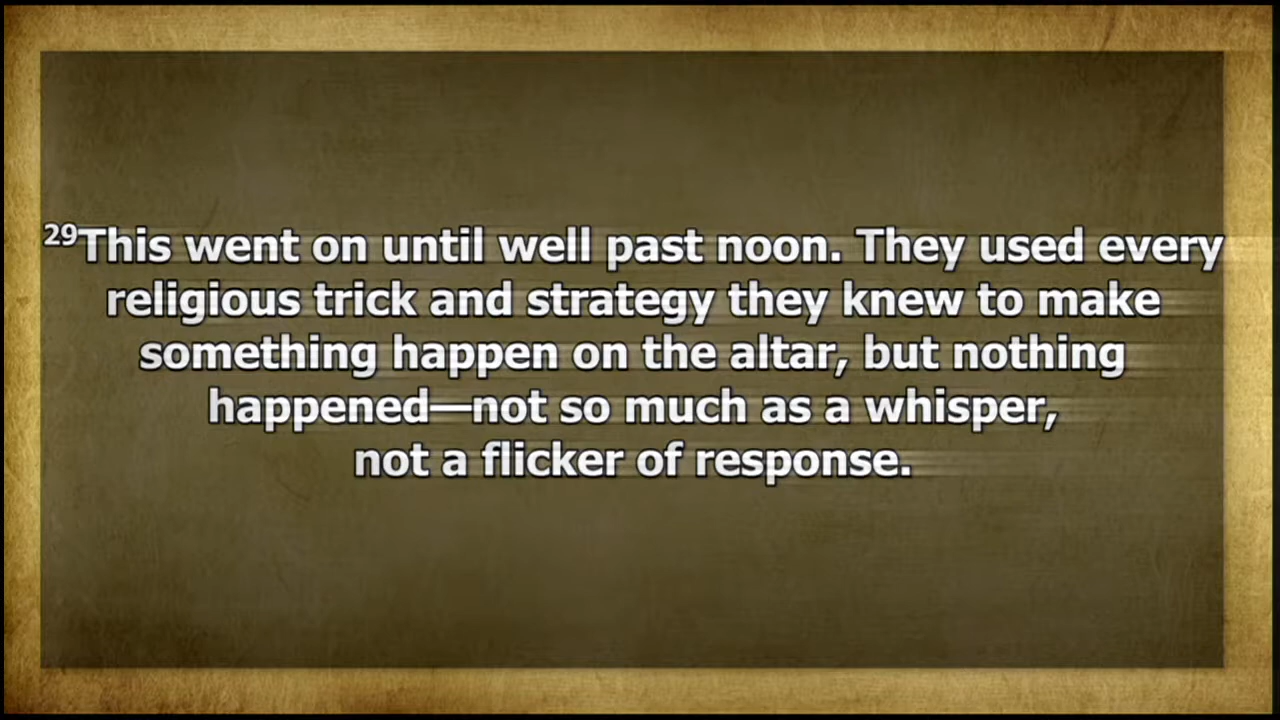 ²⁹This went on until well past noon. They used every
religious trick and strategy they knew to make
something happen on the altar, but nothing
happened—not so much as a whisper,
not a flicker of response.